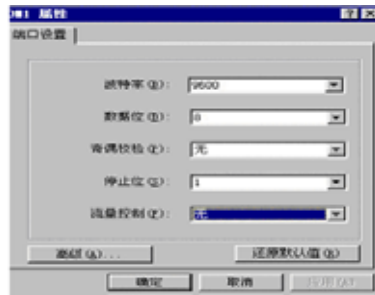 COM1 属性
端口设置
波特率(B): 9600
数据位(D): 8
奇偶校验(P): 无
停止位(S): 1
流量控制(F): 无
高级(A)... 还原默认值(R)
确定 取消 应用(A)